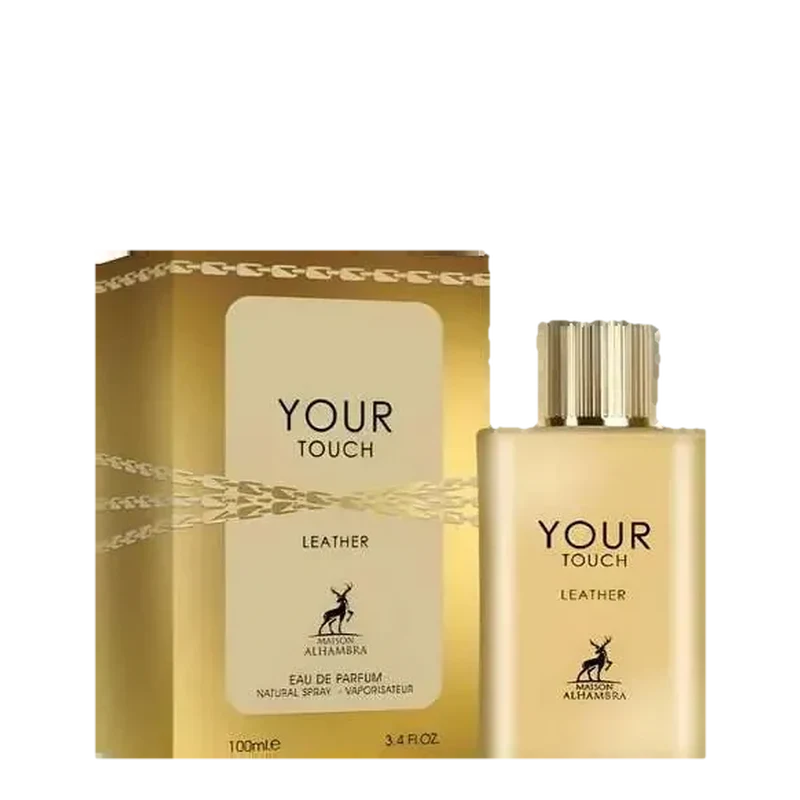 YOUR
TOUCH
LEATHER
MAISON
ALHAMBRA
EAU DE PARFUM
NATURAL SPRAY - VAPORISATEUR
100ml.e 3.4 Fl.OZ.
YOUR
TOUCH
LEATHER
MAISON
ALHAMBRA